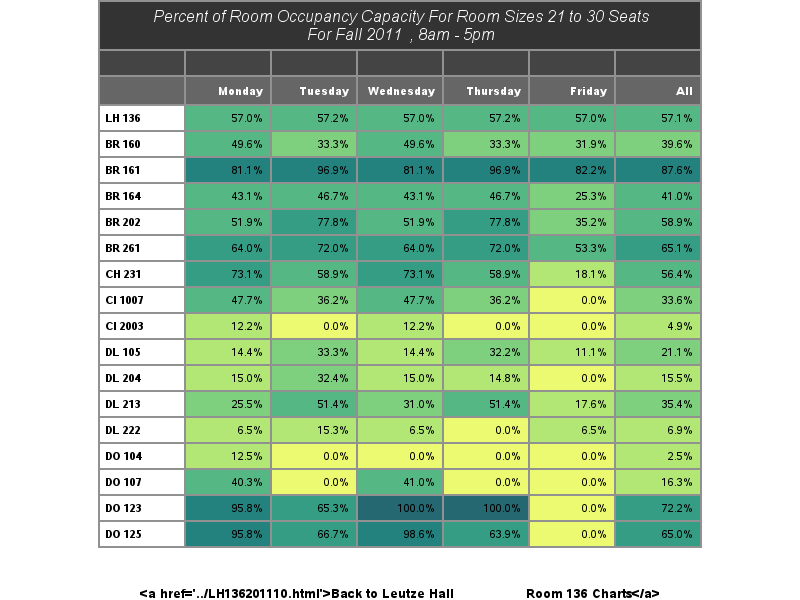 Percent of Room Occupancy Capacity For Room Sizes 21 to 30 Seats
For Fall 2011 , 8am - 5pm
Monday Tuesday Wednesday Thursday Friday All
LH 136 57.0% 57.2% 57.0% 57.2% 57.0% 57.1%
BR 160 49.6% 33.3% 49.6% 33.3% 31.9% 39.6%
BR 161 81.1% 96.9% 81.1% 96.9% 82.2% 87.6%
BR 164 43.1% 46.7% 43.1% 46.7% 25.3% 41.0%
BR 202 51.9% 77.8% 51.9% 77.8% 35.2% 58.9%
BR 261 64.0% 72.0% 64.0% 72.0% 53.3% 65.1%
CH 231 73.1% 58.9% 73.1% 58.9% 18.1% 56.4%
CI 1007 47.7% 36.2% 47.7% 36.2% 0.0% 33.6%
CI 2003 12.2% 0.0% 12.2% 0.0% 0.0% 4.9%
DL 105 14.4% 33.3% 14.4% 32.2% 11.1% 21.1%
DL 204 15.0% 32.4% 15.0% 14.8% 0.0% 15.5%
DL 213 25.5% 51.4% 31.0% 51.4% 17.6% 35.4%
DL 222 6.5% 15.3% 6.5% 0.0% 6.5% 6.9%
DO 104 12.5% 0.0% 0.0% 0.0% 0.0% 2.5%
DO 107 40.3% 0.0% 41.0% 0.0% 0.0% 16.3%
DO 123 95.8% 65.3% 100.0% 100.0% 0.0% 72.2%
DO 125 95.8% 66.7% 98.6% 63.9% 0.0% 65.0%
<a href='../LH136201110.html'>Back to Leutze Hall Room 136 Charts</a>